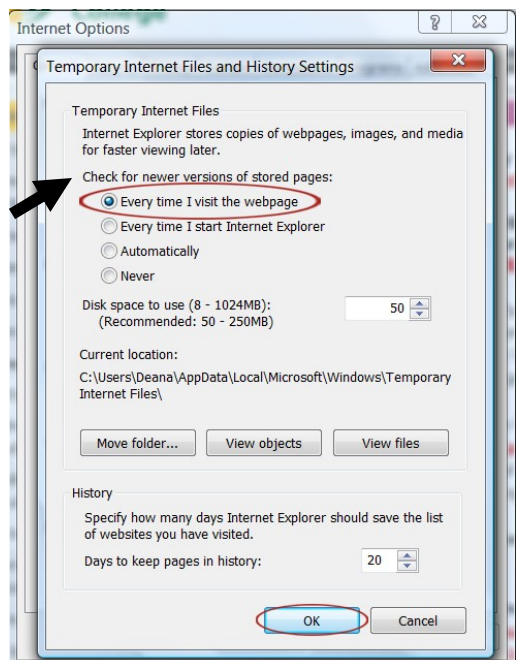 College
Internet Options
Temporary Internet Files and History Settings
Temporary Internet Files
Internet Explorer stores copies of webpages, images, and media
for faster viewing later.
Check for newer versions of stored pages:
Every time I visit the webpage
Every time I start Internet Explorer
Automatically
Never
Disk space to use (8 - 1024MB):
50
(Recommended: 50 - 250MB)
Current location:
C:\Users\Deana\AppData\Local\Microsoft\Windows\Temporary
Internet Files\
Move folder... View objects View files
History
Specify how many days Internet Explorer should save the list
of websites you have visited.
Days to keep pages in history: 20
OK Cancel